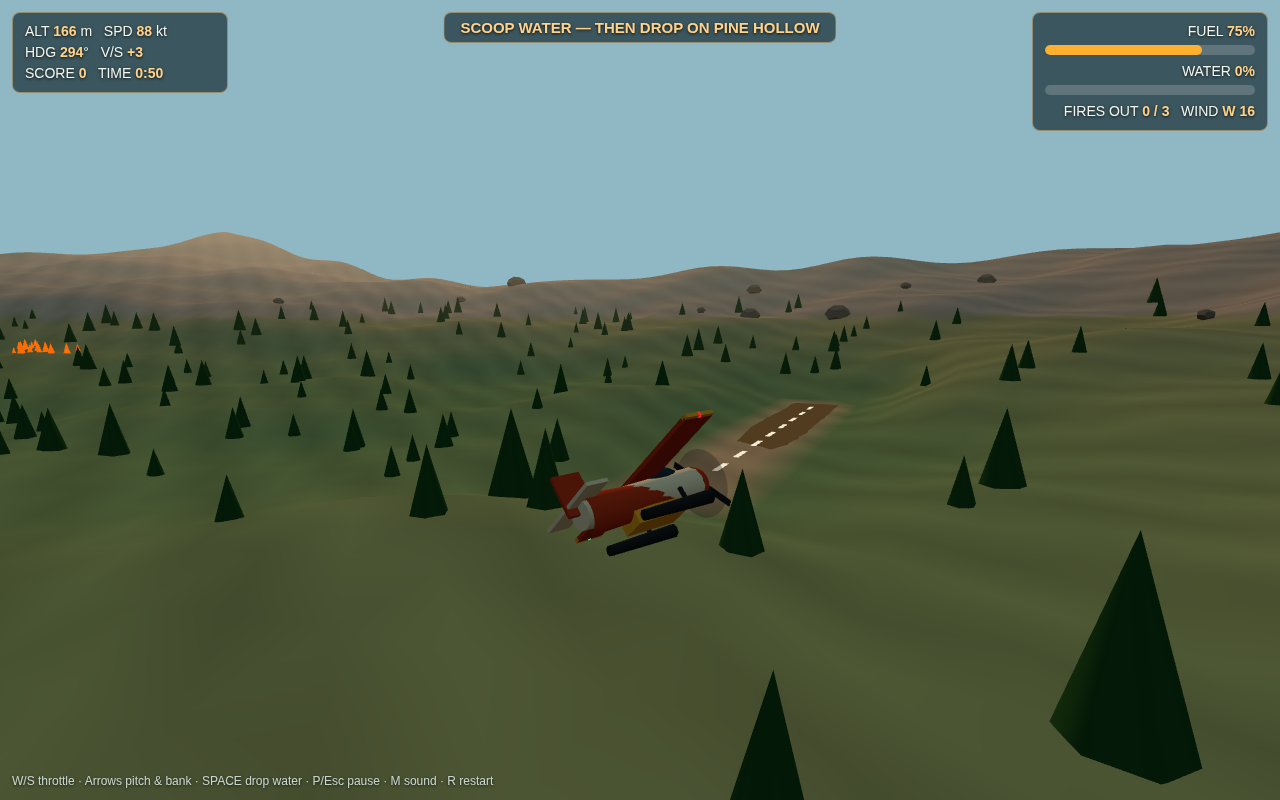 ALT 166 m SPD 88 kt
HDG 294° V/S +3
SCORE 0 TIME 0:50
SCOOP WATER — THEN DROP ON PINE HOLLOW
FUEL 75%
WATER 0%
FIRES OUT 0 / 3 WIND W 16
W/S throttle · Arrows pitch & bank · SPACE drop water · P/Esc pause · M sound · R restart